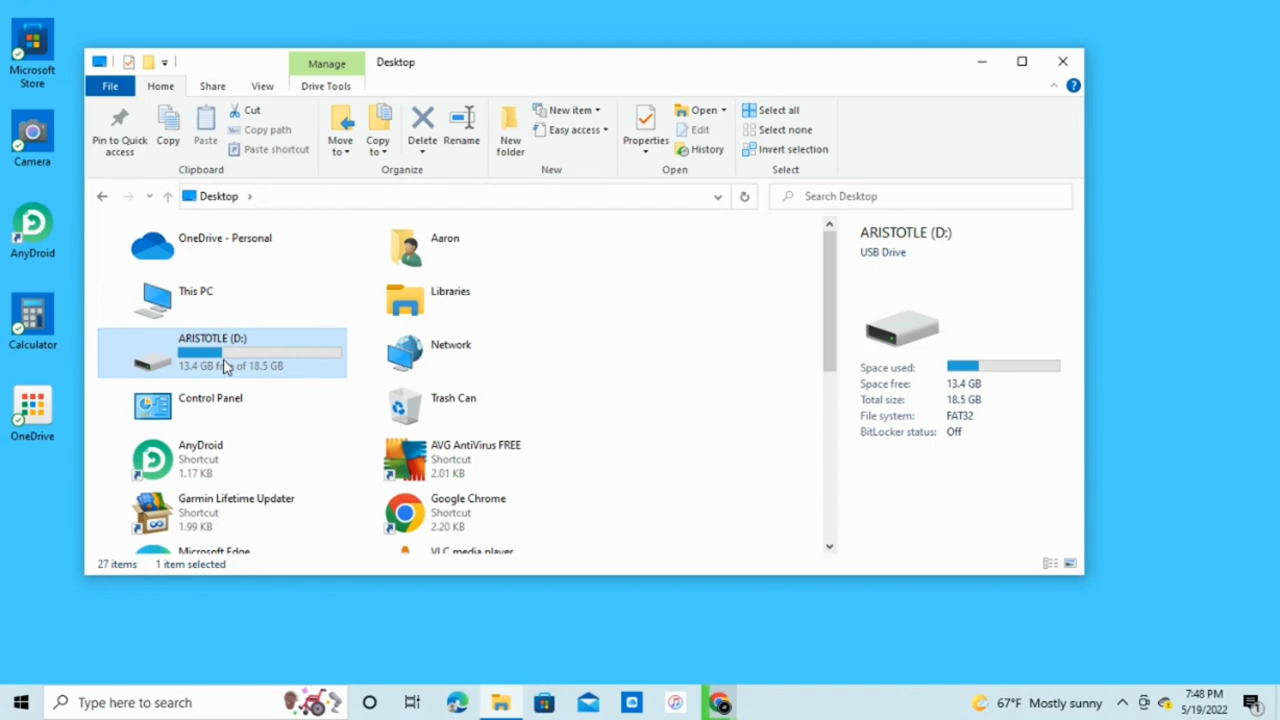 Microsoft
Store
Camera
AnyDroid
Calculator
OneDrive
Manage
Desktop
File
Home
Share
View
Drive Tools
Pin to Quick
access
Copy
Paste
Cut
Copy path
Paste shortcut
Clipboard
Move
to
Copy
to
Delete
Rename
Organize
New
folder
New item
Easy access
New
Properties
Open
Edit
History
Open
Select all
Select none
Invert selection
Select
Desktop
Search Desktop
OneDrive - Personal
Aaron
This PC
Libraries
ARISTOTLE (D:)
13.4 GB of 18.5 GB
Network
Control Panel
Trash Can
AnyDroid
Shortcut
1.17 KB
AVG AntiVirus FREE
Shortcut
2.01 KB
Garmin Lifetime Updater
Shortcut
1.99 KB
Google Chrome
Shortcut
2.20 KB
Microsoft Edge
VLC media player
ARISTOTLE (D:)
USB Drive
Space used:
Space free: 13.4 GB
Total size: 18.5 GB
File system: FAT32
BitLocker status: Off
27 items 1 item selected
Type here to search
67°F Mostly sunny
7:48 PM
5/19/2022
1